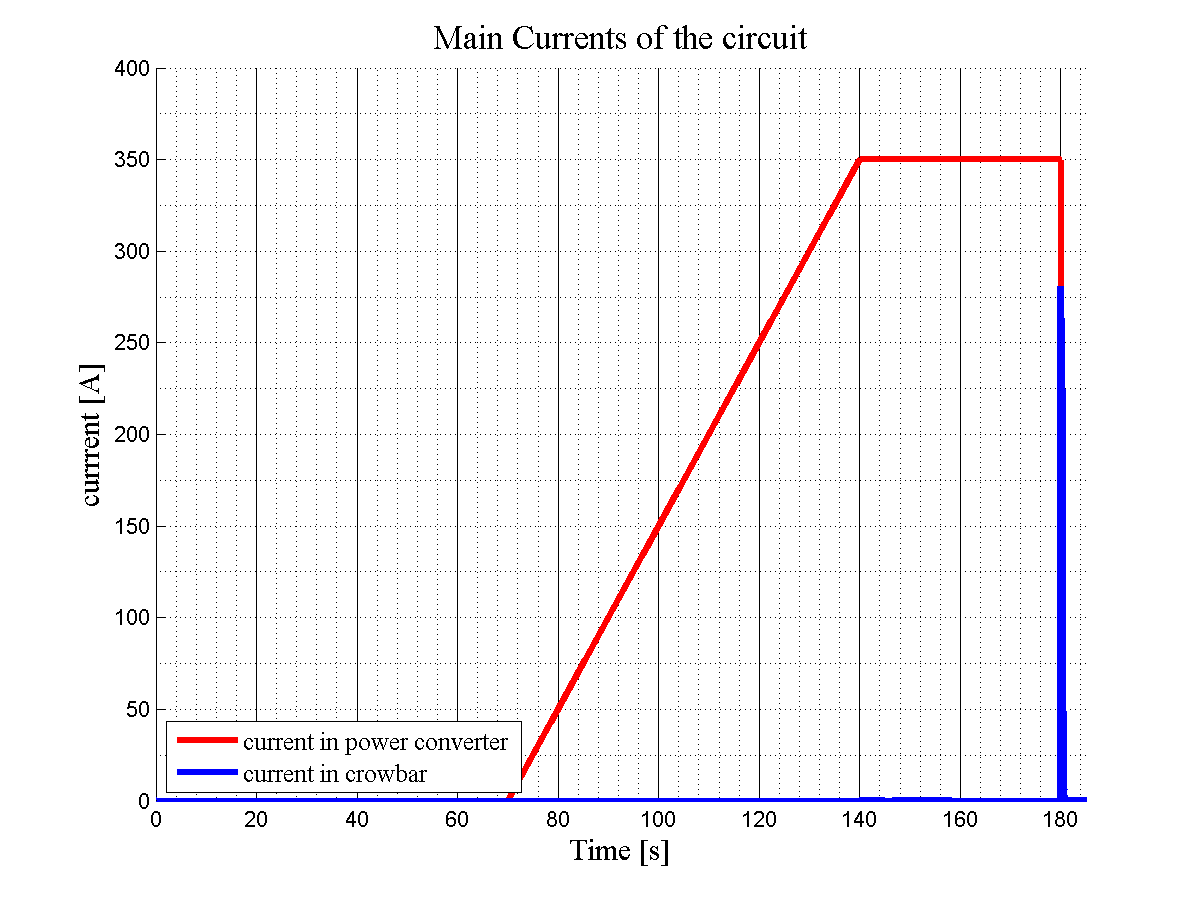 Main Currents of the circuit
400
350
300
250
200
150
100
50
0
currrent [A]
current in power converter
current in crowbar
0 20 40 60 80 100 120 140 160 180
Time [s]